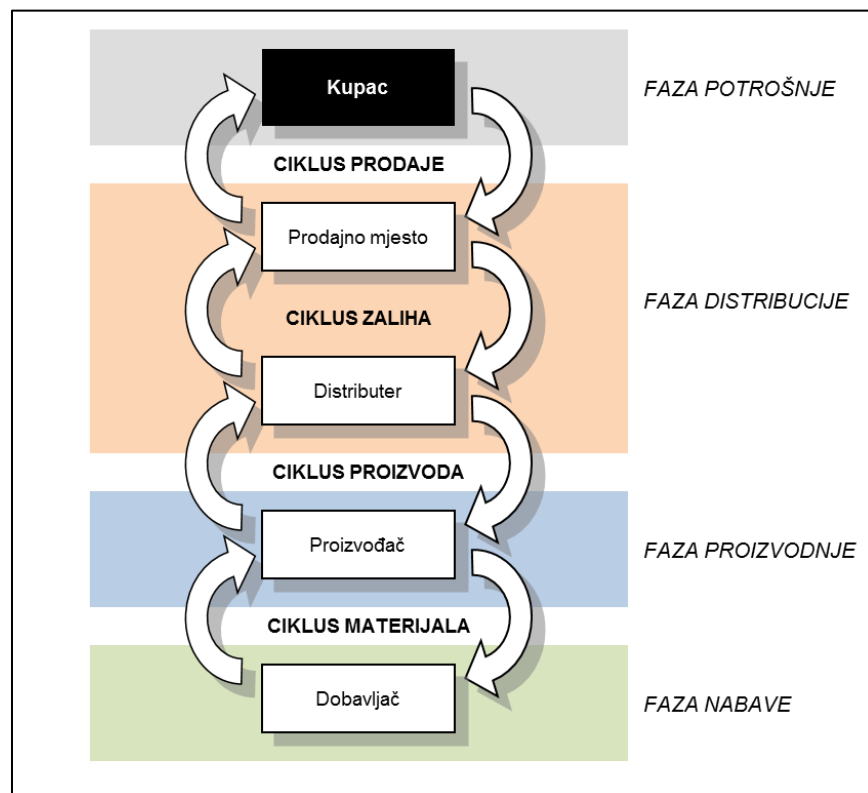 Kupac
FAZA POTROŠNJE
CIKLUS PRODAJE
Prodajno mjesto
FAZA DISTRIBUCIJE
CIKLUS ZALIHA
Distributer
CIKLUS PROIZVODA
Proizvođač
FAZA PROIZVODNJE
CIKLUS MATERIJALA
Dobavljač
FAZA NABAVE